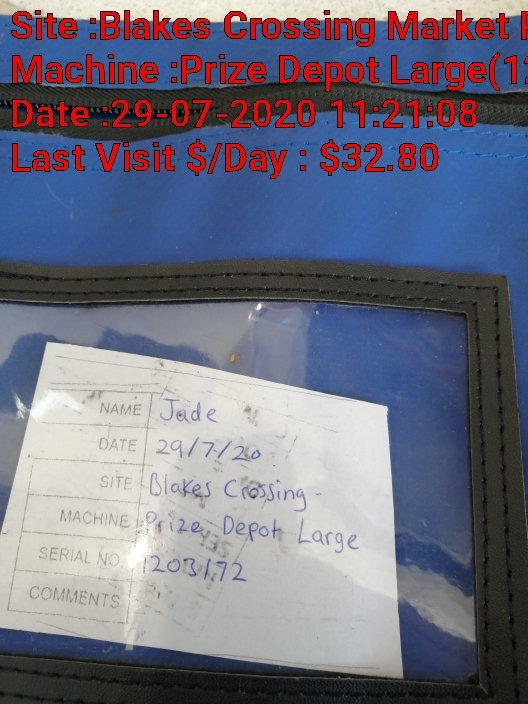 Site :Blakes Crossing Market
Machine :Prize Depot Large(12
Date :29-07-2020 11:21:08
Last Visit $/Day : $32.80
NAME Jade
DATE 29/7/20
SITE Blakes Crossing
MACHINE Prize Depot Large
SERIAL NO. 1203172
COMMENTS